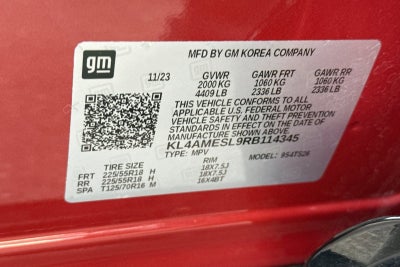 gm
MFD BY GM KOREA COMPANY
11/23 GVWR GAWR FRT GAWR RR
2000 KG 1060 KG 1060 KG
4409 LB 2336 LB 2336 LB
THIS VEHICLE CONFORMS TO ALL
APPLICABLE U.S. FEDERAL MOTOR
VEHICLE SAFETY AND THEFT PREVENTION
STANDARDS IN EFFECT ON THE DATE OF
MANUFACTURE SHOWN ABOVE.
KL4AMESL9RB114345
TYPE: MPV MODEL: 9S4TS26
TIRE SIZE RIM
FRT 225/55R18 H 18X7.5J
RR 225/55R18 H 18X7.5J
SPA T125/70R16 M 16X4BT